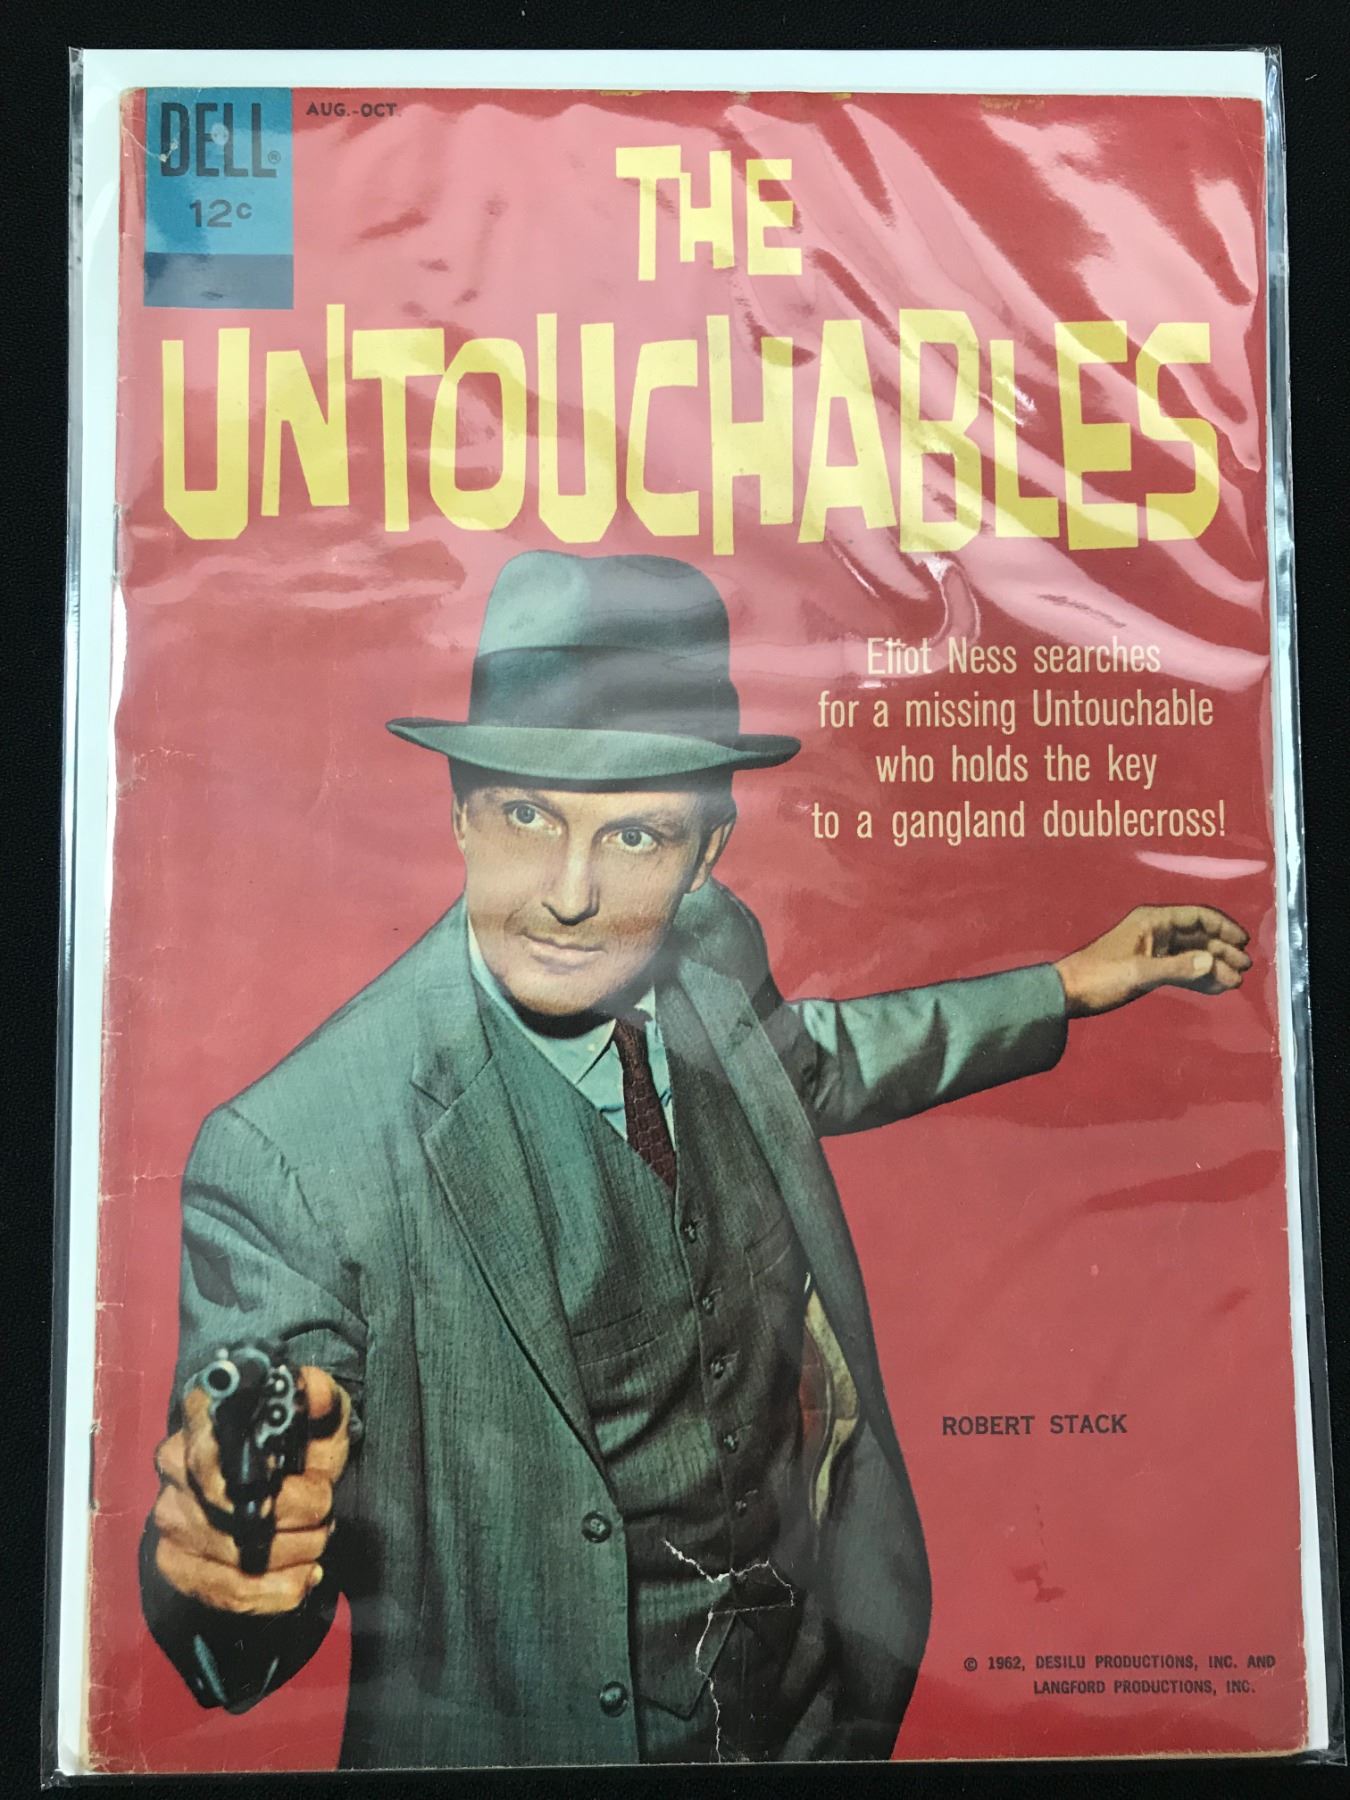 DELL®
12¢
AUG.-OCT.
THE
UNTOUCHABLES
Eliot Ness searches
for a missing Untouchable
who holds the key
to a gangland doublecross!
ROBERT STACK
© 1962, DESILU PRODUCTIONS, INC. AND
LANGFORD PRODUCTIONS, INC.